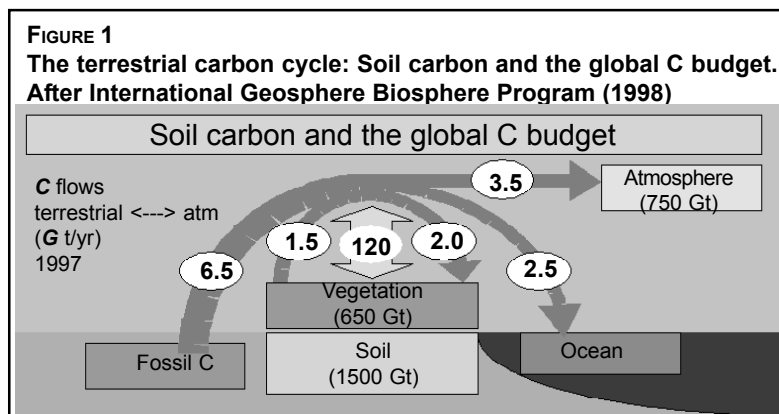 FIGURE 1
The terrestrial carbon cycle: Soil carbon and the global C budget.
After International Geosphere Biosphere Program (1998)
Soil carbon and the global C budget
C flows
terrestrial <---> atm
(G t/yr)
1997
3.5
Atmosphere
(750 Gt)
1.5
120
2.0
6.5
2.5
Vegetation
(650 Gt)
Fossil C
Soil
(1500 Gt)
Ocean